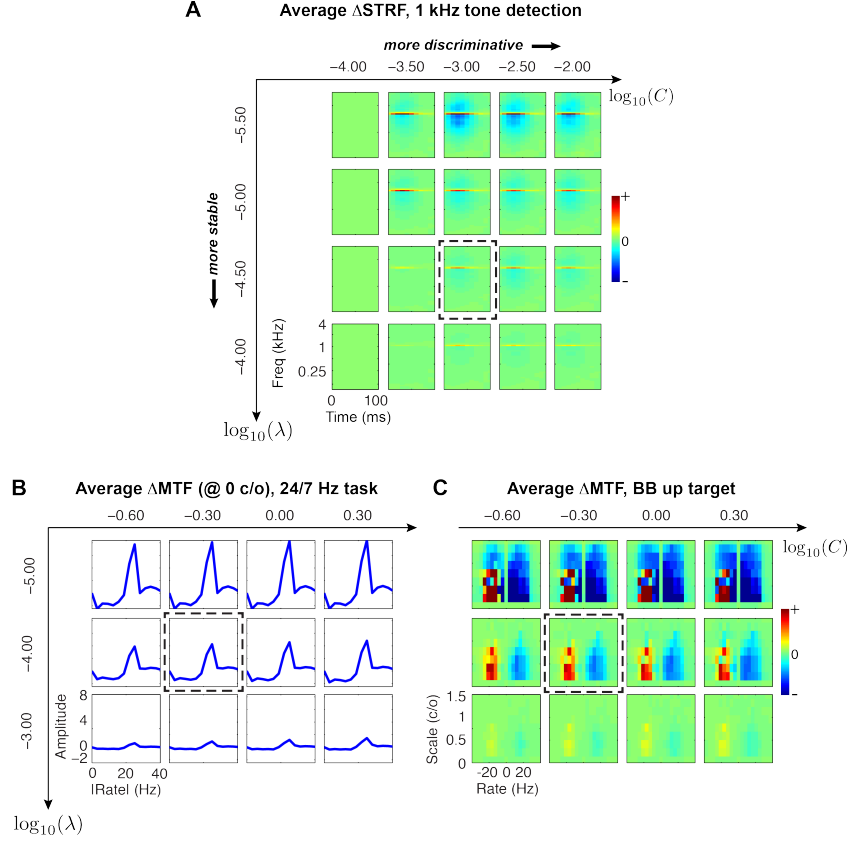 A
Average ΔSTRF, 1 kHz tone detection
more discriminative
−4.00 −3.50 −3.00 −2.50 −2.00
log10(C)
−5.50
−5.00
−4.50
−4.00
more stable
+
0
-
Freq (kHz)
4
1
0.25
0 100
Time (ms)
log10(λ)
B
Average ΔMTF (@ 0 c/o), 24/7 Hz task
−0.60 −0.30 0.00 0.30
−5.00
−4.00
−3.00
Amplitude
8
4
0
−2
0 20 40
|Rate| (Hz)
log10(λ)
C
Average ΔMTF, BB up target
−0.60 −0.30 0.00 0.30
log10(C)
+
0
-
Scale (c/o)
1.5
1
0.5
0
-20 0 20
Rate (Hz)